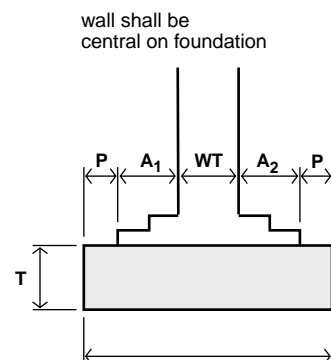 wall shall be
central on foundation
P A₁ WT A₂ P
T